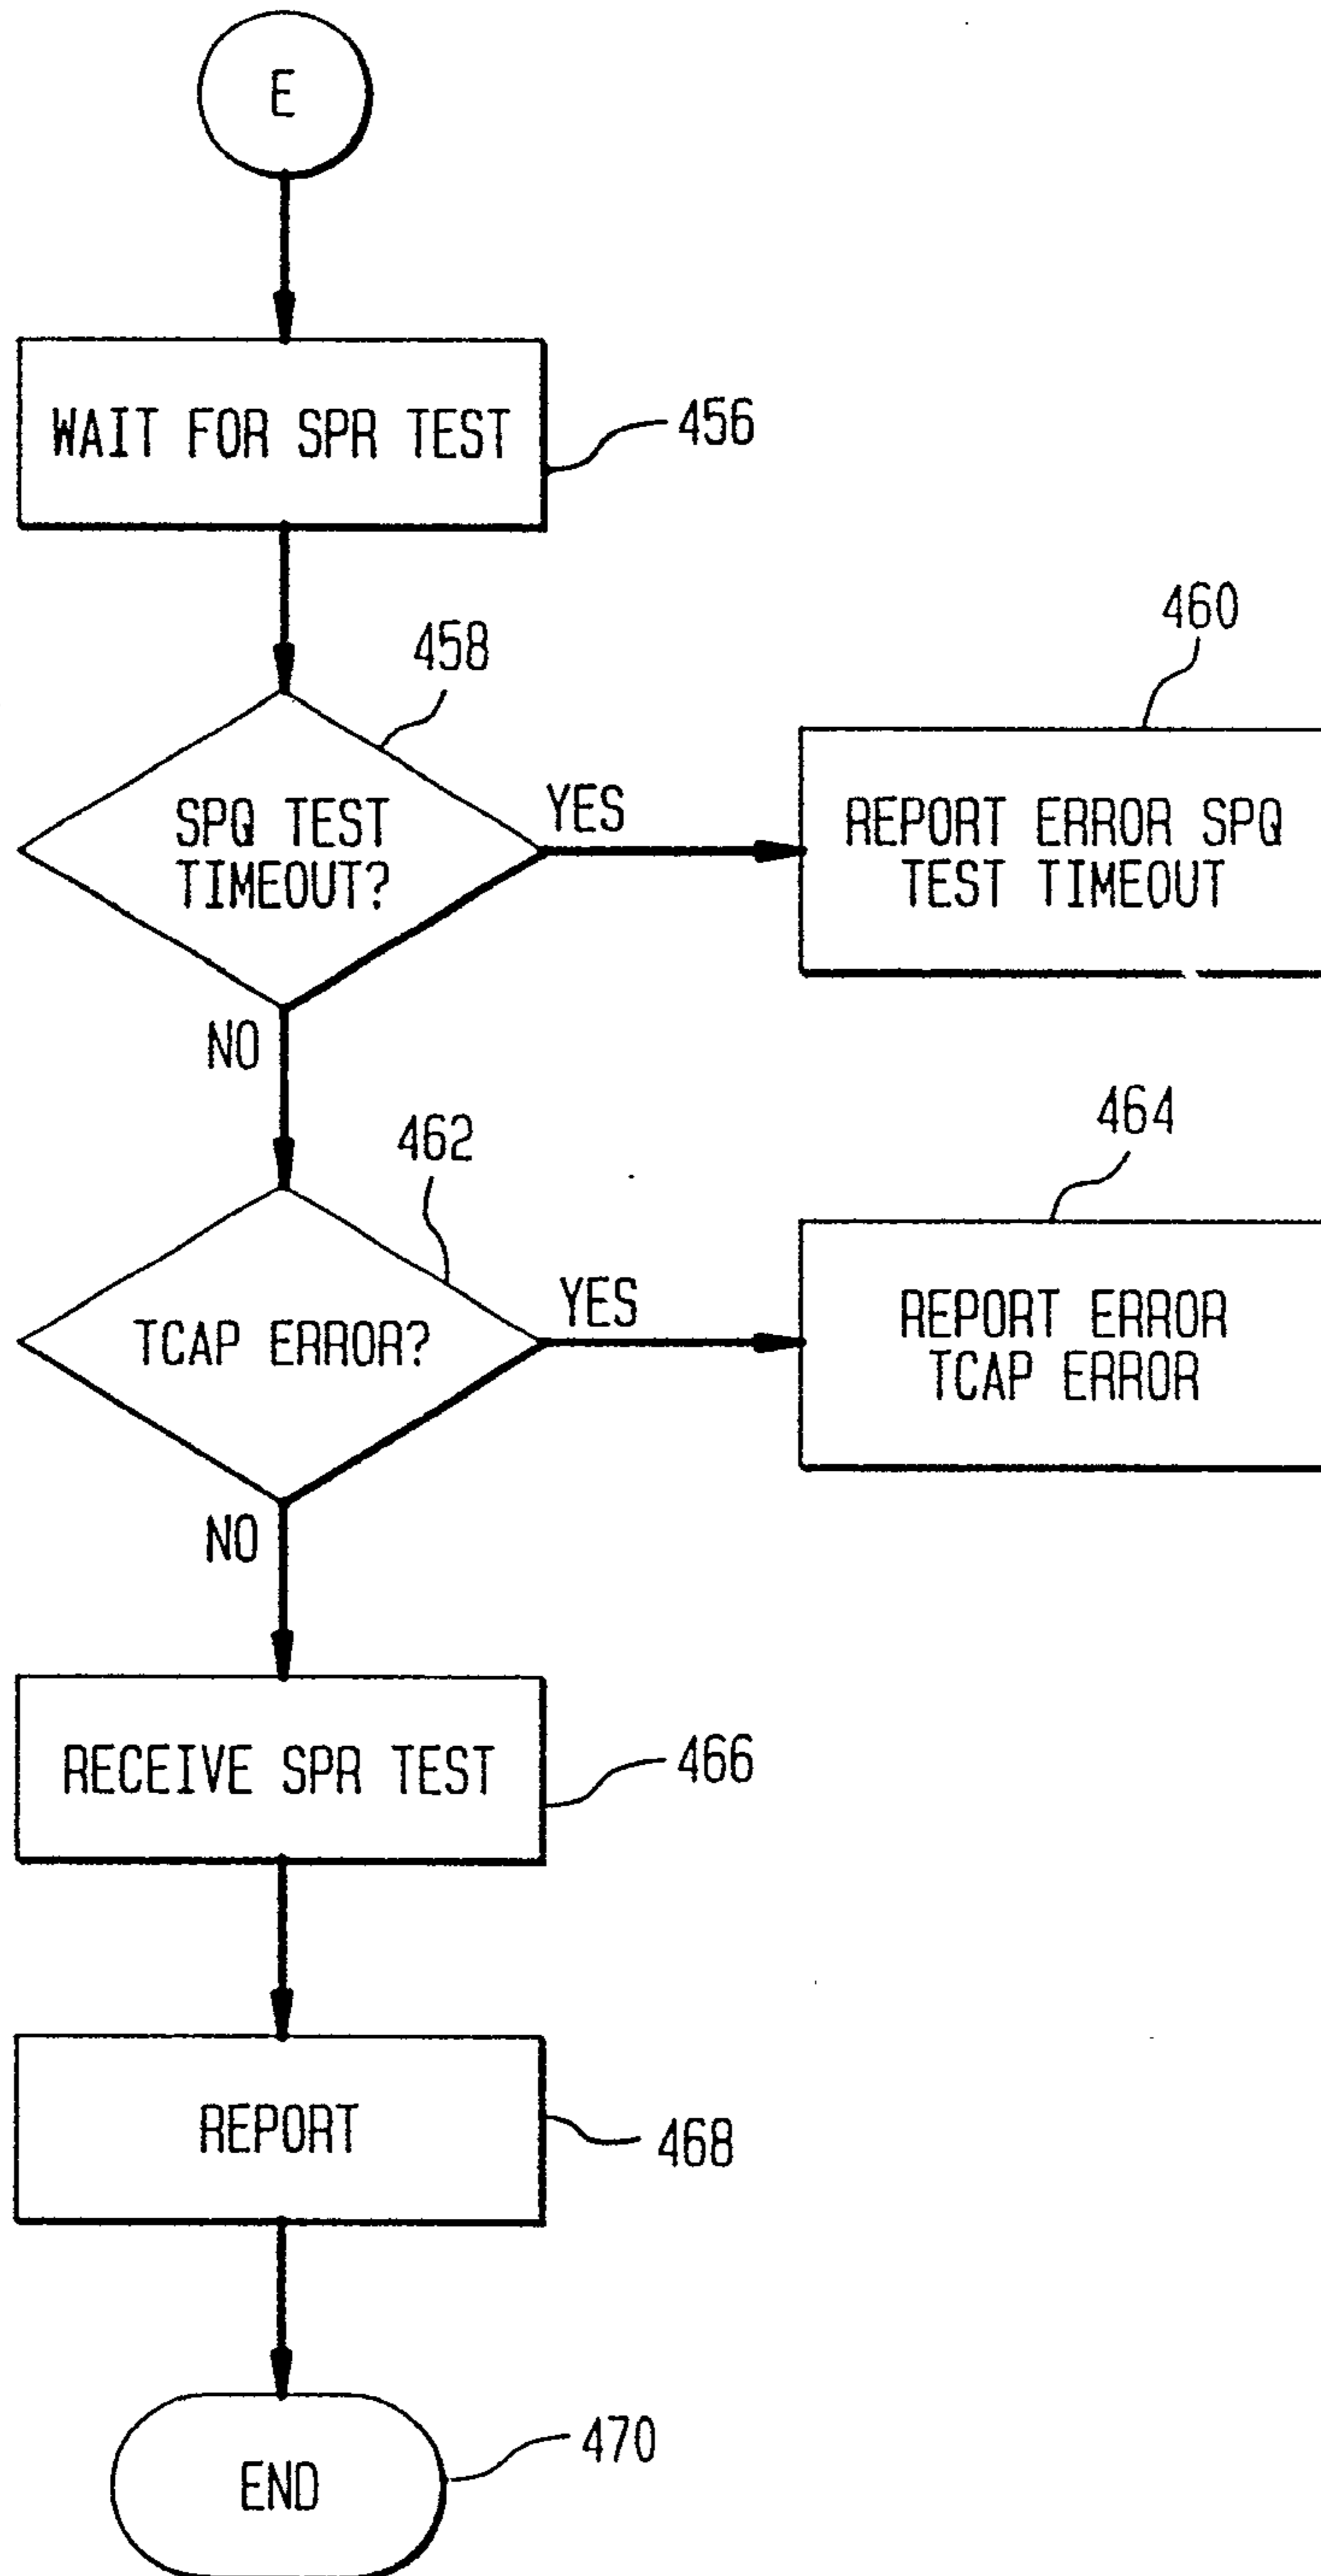 E
WAIT FOR SPR TEST
456
458
460
SPQ TEST
TIMEOUT?
YES
REPORT ERROR SPQ
TEST TIMEOUT
NO
462
464
TCAP ERROR?
YES
REPORT ERROR
TCAP ERROR
NO
RECEIVE SPR TEST
466
REPORT
468
END
470